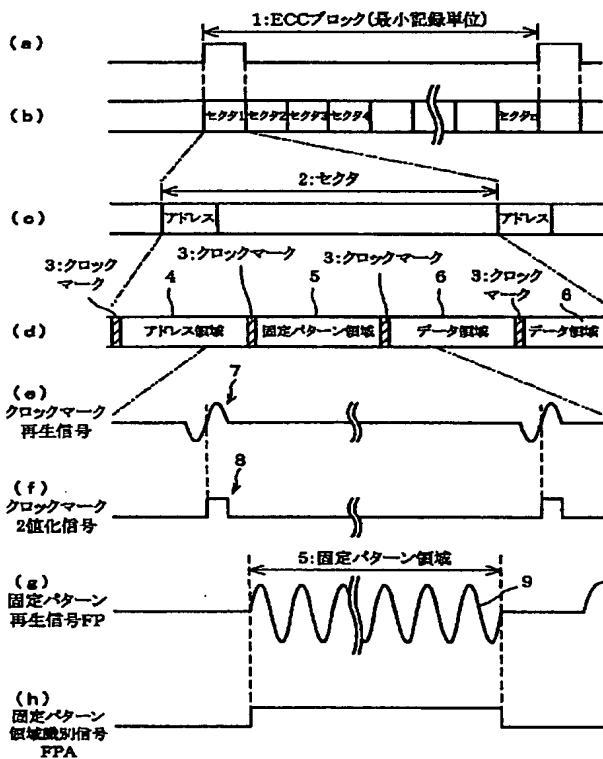 1:ECCブロック(最小記録単位)
(a)
(b)
セクタ1 セクタ2 セクタ3 セクタ4 セクタn
2:セクタ
(c)
アドレス アドレス
3:クロックマーク 3:クロックマーク
3:クロック
マーク
4 5 6
3:クロック
マーク
6
(d)
アドレス領域 固定パターン領域 データ領域 データ領域
(e)
クロックマーク
再生信号
7
(f)
クロックマーク
2値化信号
8
5:固定パターン領域
(g)
固定パターン
再生信号FP
9
(h)
固定パターン
領域識別信号
FPA